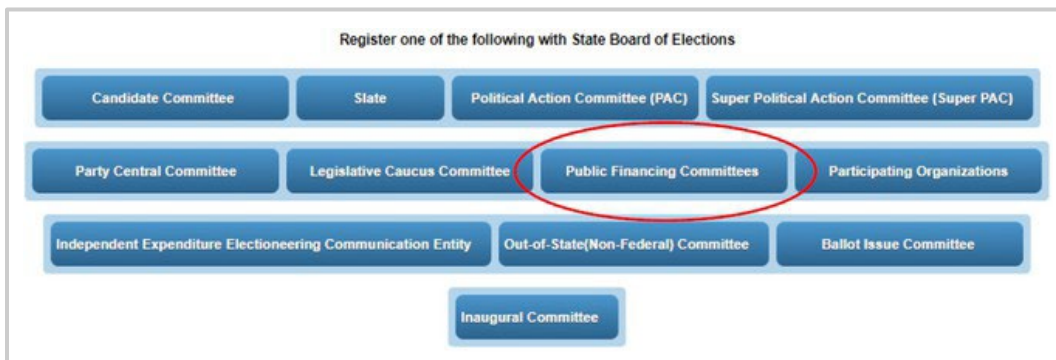 Register one of the following with State Board of Elections
Candidate Committee Slate Political Action Committee (PAC) Super Political Action Committee (Super PAC)
Party Central Committee Legislative Caucus Committee Public Financing Committees Participating Organizations
Independent Expenditure Electioneering Communication Entity Out-of-State(Non-Federal) Committee Ballot Issue Committee
Inaugural Committee